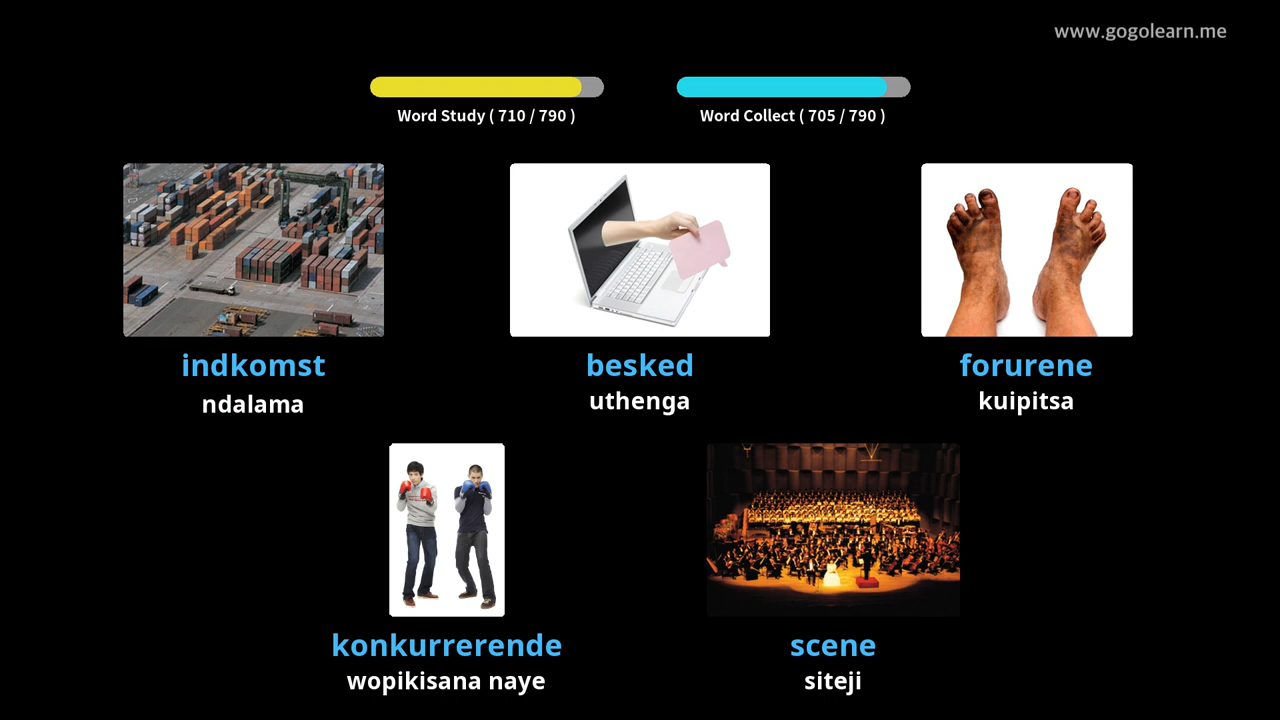 www.gogolearn.me
Word Study ( 710 / 790 )
Word Collect ( 705 / 790 )
indkomst
ndalama
besked
uthenga
forurene
kuipitsa
konkurrerende
wopikisana naye
scene
siteji